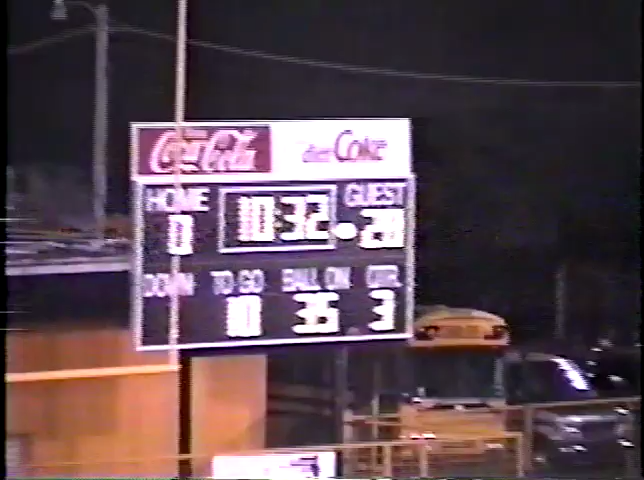 Coca-Cola diet Coke
HOME GUEST
0 10:32 20
DOWN TO GO BALL ON QTR
10 35 3